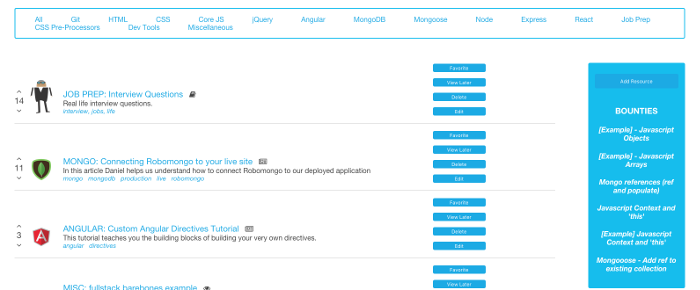 All Git HTML CSS Core JS jQuery Angular MongoDB Mongoose Node Express React Job Prep
CSS Pre-Processors Dev Tools Miscellaneous
14
JOB PREP: Interview Questions
Real life interview questions.
interview, jobs, life
Favorite
View Later
Delete
Edit
11
MONGO: Connecting Robomongo to your live site
In this article Daniel helps us understand how to connect Robomongo to our deployed application
mongo mongodb production live robomongo
Favorite
View Later
Delete
Edit
3
ANGULAR: Custom Angular Directives Tutorial
This tutorial teaches you the building blocks of building your very own directives.
angular directives
Favorite
View Later
Delete
Edit
MISC: fullstack barebones example
Favorite
View Later
Add Resource
BOUNTIES
[Example] - Javascript
Objects
[Example] - Javascript
Arrays
Mongo references (ref
and populate)
Javascript Context and
'this'
[Example] Javascript
Context and 'this'
Mongooose - Add ref to
existing collection